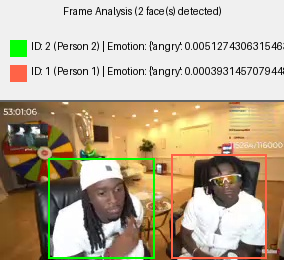 Frame Analysis (2 face(s) detected)
ID: 2 (Person 2) | Emotion: {'angry': 0.00512743063154
ID: 1 (Person 1) | Emotion: {'angry': 0.000393145707944
53:01:06